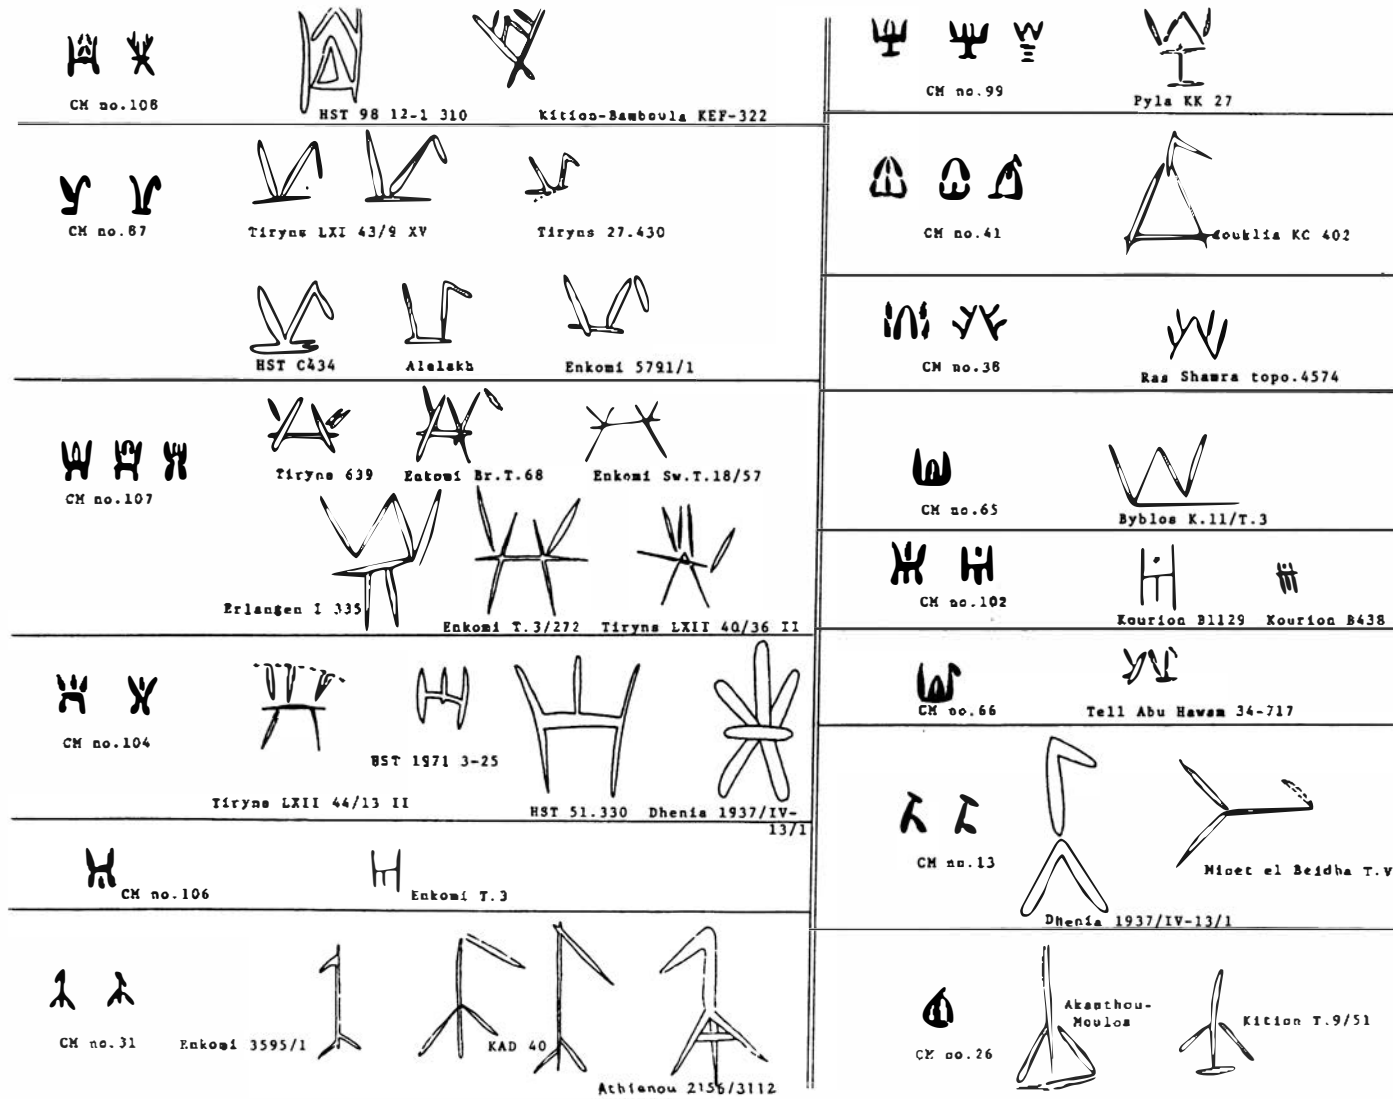 CM no.108
HST 98 12-1 310
Kition-Bamboula KEF-322
CM no.87
Tiryns LXI 43/9 XV
Tiryns 27.430
HST C434
Alalakh
Enkomi 5791/1
CM no.107
Tiryns 639
Enkomi Br.T.68
Enkomi Sw.T.18/57
Erlangen I 335
Enkomi T.3/272
Tiryns LXII 40/36 II
CM no.104
Tiryns LXII 44/13 II
HST 1971 3-25
HST 51.330
Dhenia 1937/IV-
13/1
CM no.106
Enkomi T.3
CM no.31
Enkomi 3595/1
KAD 40
Athienou 2156/3112
CM no.99
Pyla KK 27
CM no.41
Kouklia KC 402
CM no.38
Ras Shamra topo.4574
CM no.65
Byblos K.11/T.3
CM no.102
Kourion B1129
Kourion B438
CM no.66
Tell Abu Hawam 34-717
CM no.13
Dhenia 1937/IV-13/1
Minet el Beidha T.V
CM no.26
Akanthou-
Moulos
Kition T.9/51